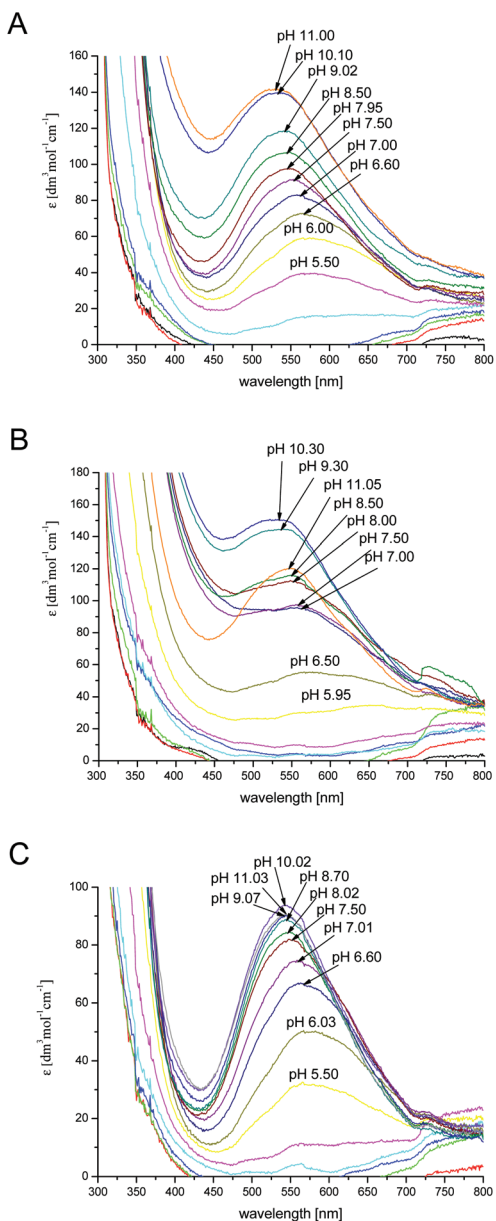 A
pH 11.00
pH 10.10
pH 9.02
pH 8.50
pH 7.95
pH 7.50
pH 7.00
pH 6.60
pH 6.00
pH 5.50
160
140
120
100
80
60
40
20
0
ε [dm³mol⁻¹cm⁻¹]
300 350 400 450 500 550 600 650 700 750 800
wavelength [nm]
B
pH 10.30
pH 9.30
pH 11.05
pH 8.50
pH 8.00
pH 7.50
pH 7.00
pH 6.50
pH 5.95
180
160
140
120
100
80
60
40
20
0
ε [dm³mol⁻¹cm⁻¹]
300 350 400 450 500 550 600 650 700 750 800
wavelength [nm]
C
pH 10.02
pH 11.03
pH 8.70
pH 9.07
pH 8.02
pH 7.50
pH 7.01
pH 6.60
pH 6.03
pH 5.50
100
80
60
40
20
0
ε [dm³mol⁻¹cm⁻¹]
300 350 400 450 500 550 600 650 700 750 800
wavelength [nm]